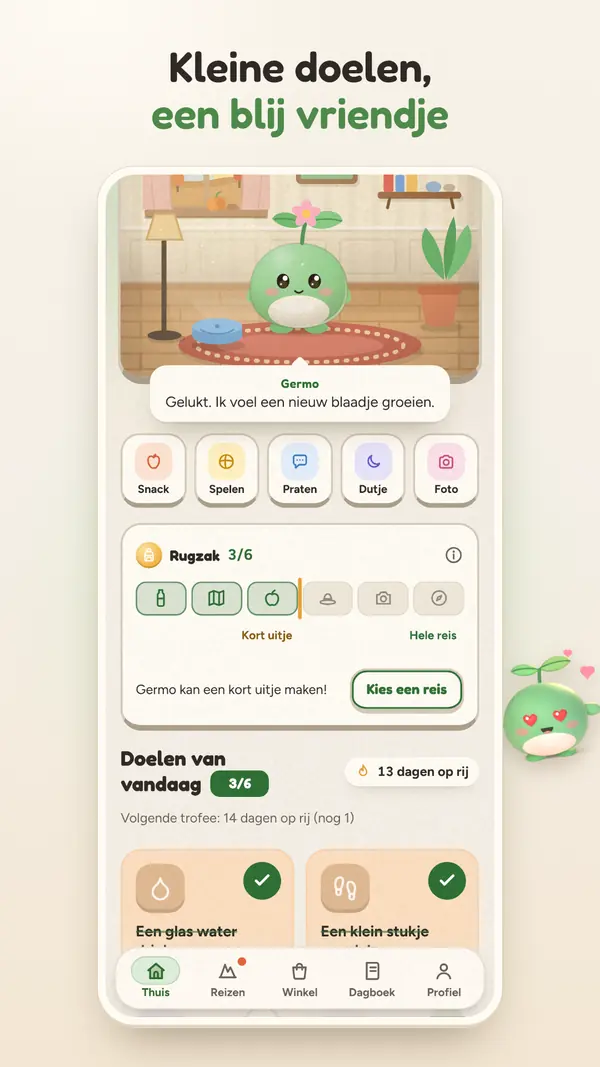 Kleine doelen,
een blij vriendje
Germo
Gelukt. Ik voel een nieuw blaadje groeien.
Snack
Spelen
Praten
Dutje
Foto
Rugzak 3/6
Kort uitje
Hele reis
Germo kan een kort uitje maken!
Kies een reis
Doelen van
vandaag 3/6
13 dagen op rij
Volgende trofee: 14 dagen op rij (nog 1)
Een glas water
Een klein stukje
Thuis
Reizen
Winkel
Dagboek
Profiel